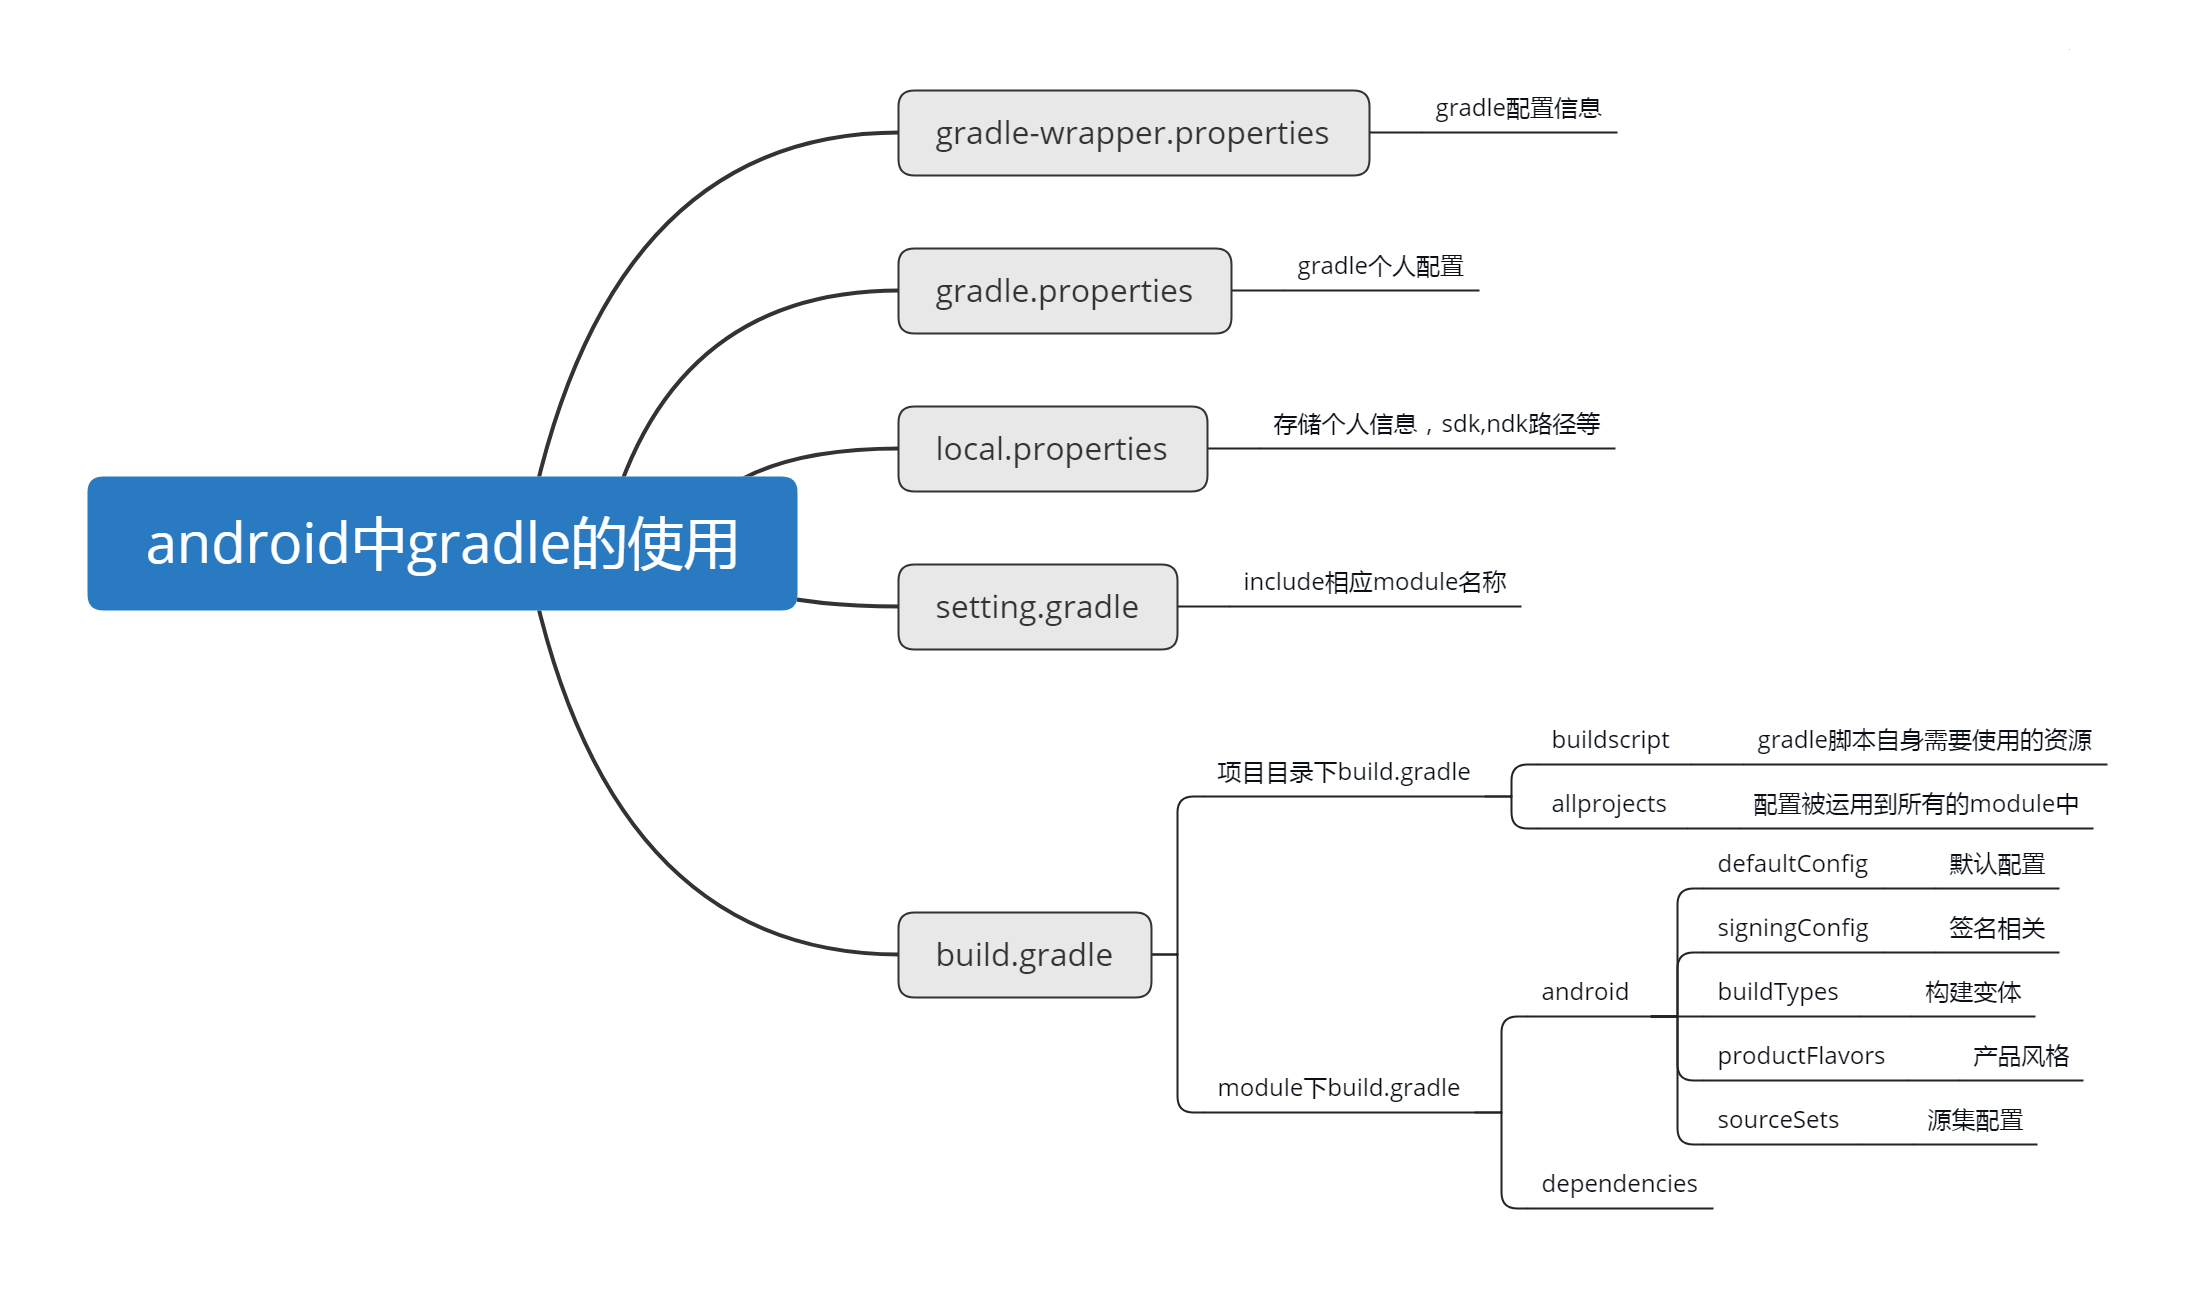 android中gradle的使用
gradle-wrapper.properties
gradle配置信息
gradle.properties
gradle个人配置
local.properties
存储个人信息，sdk,ndk路径等
setting.gradle
include相应module名称
build.gradle
项目目录下build.gradle
buildscript
gradle脚本自身需要使用的资源
allprojects
配置被运用到所有的module中
module下build.gradle
android
defaultConfig
默认配置
signingConfig
签名相关
buildTypes
构建变体
productFlavors
产品风格
sourceSets
源集配置
dependencies